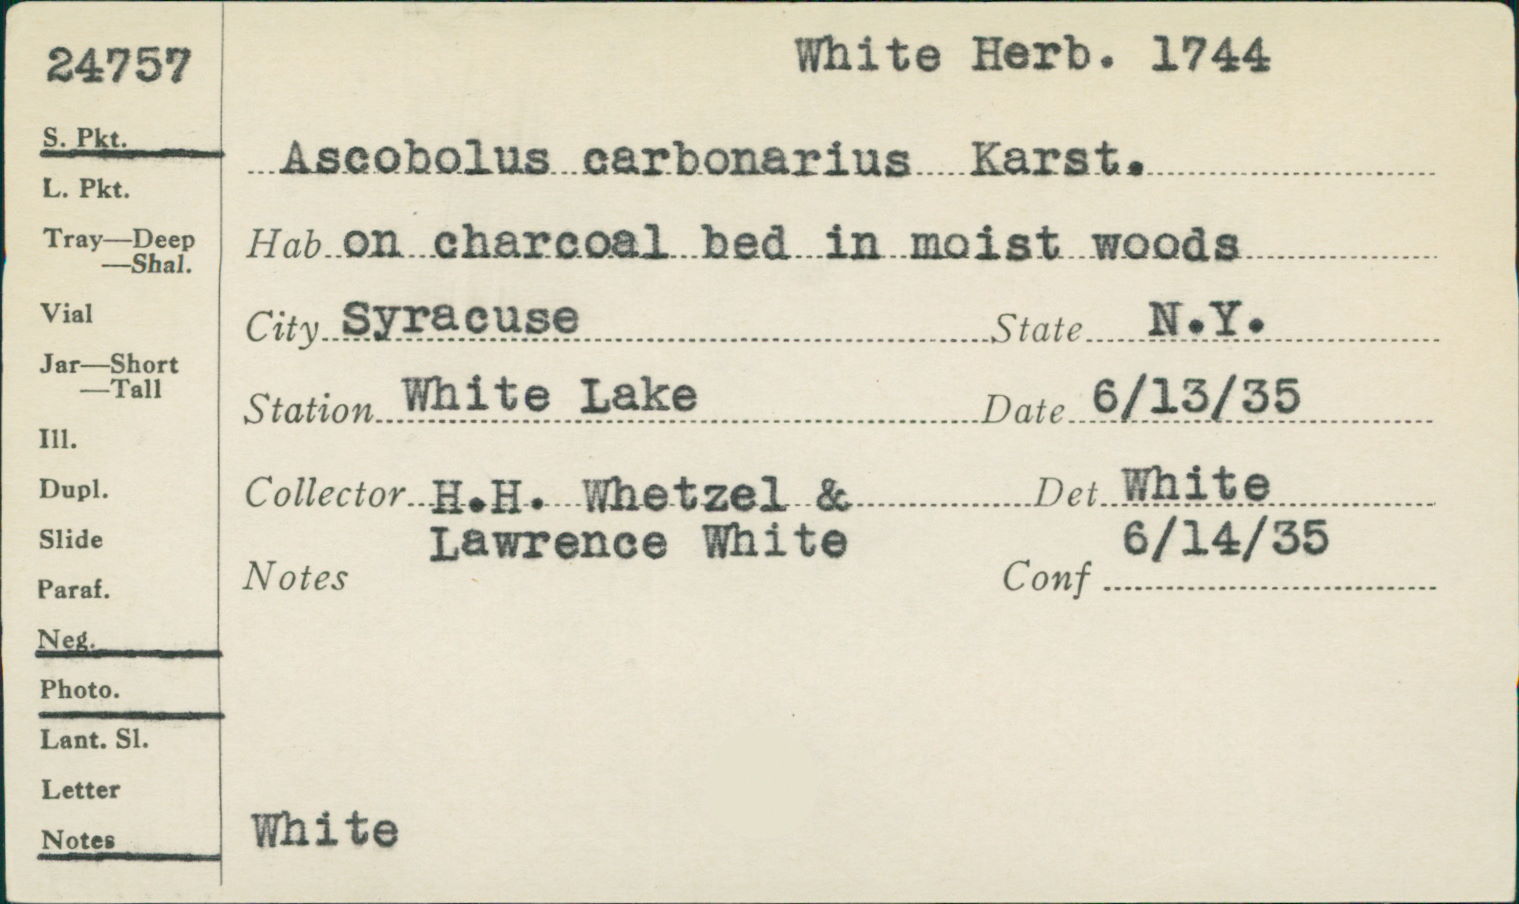 24757
White Herb. 1744
S. Pkt.
Ascobolus carbonarius Karst.
L. Pkt.
Tray—Deep
—Shal.
Hab on charcoal bed in moist woods
Vial
City Syracuse State N.Y.
Jar—Short
—Tall
Station White Lake Date 6/13/35
Ill.
Dupl.
Collector H.H. Whetzel & Det White
Slide
Lawrence White 6/14/35
Paraf.
Notes Conf
Neg.
Photo.
Lant. Sl.
Letter
Notes
White